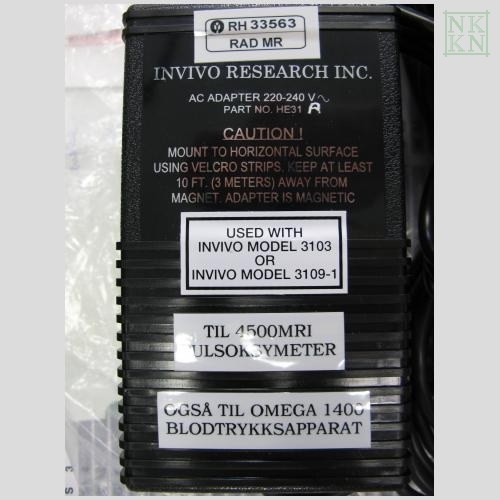 RH 33563
RAD MR
INVIVO RESEARCH INC.
AC ADAPTER 220-240 V~
PART NO. HE31 A
CAUTION !
MOUNT TO HORIZONTAL SURFACE
USING VELCRO STRIPS. KEEP AT LEAST
10 FT. (3 METERS) AWAY FROM
MAGNET. ADAPTER IS MAGNETIC
USED WITH
INVIVO MODEL 3103
OR
INVIVO MODEL 3109-1
TIL 4500MRI
PULSOKSYMETER
OGSÅ TIL OMEGA 1400
BLODTRYKKSAPPARAT
NK
KN